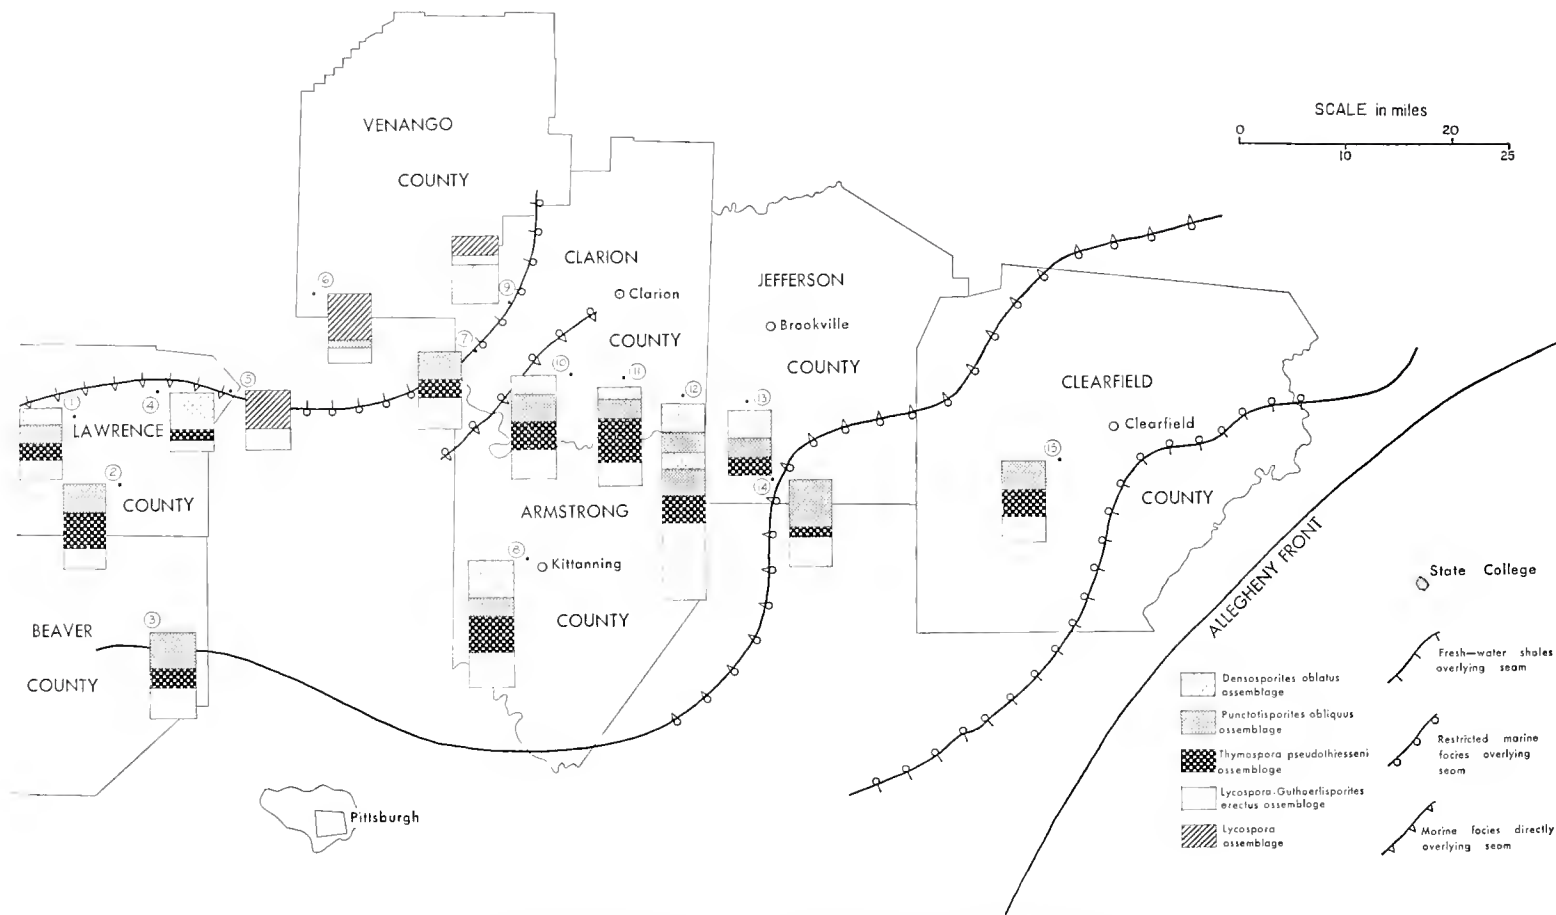 SCALE in miles
0 20
10 25
VENANGO
COUNTY
CLARION
Clarion
COUNTY
JEFFERSON
Brookville
COUNTY
CLEARFIELD
Clearfield
COUNTY
6
9
7
10
11
12
13
5
4
1
LAWRENCE
2
COUNTY
14
15
ARMSTRONG
8
Kittanning
COUNTY
3
BEAVER
COUNTY
Pittsburgh
ALLEGHENY FRONT
State College
Densosporites oblatus
assemblage
Punctatisporites obliquus
assemblage
Thymospora pseudothiesseni
assemblage
Lycospora-Guthoerlisporites
erectus assemblage
Lycospora
assemblage
Fresh-water shales
overlying seam
Restricted marine
facies overlying
seam
Marine facies directly
overlying seam